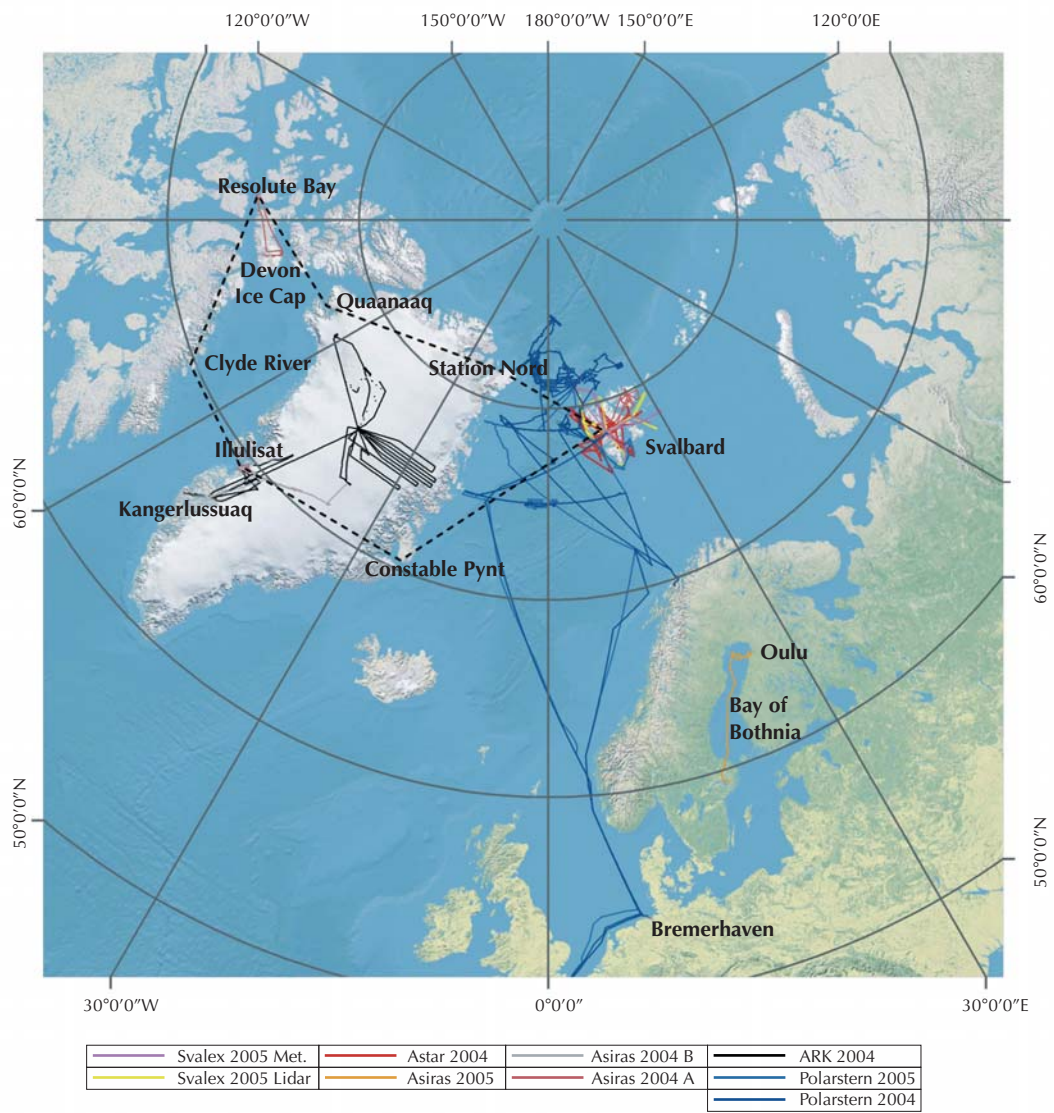 120°0'0"W 150°0'0"W 180°0'0"W 150°0'0"E 120°0'0"E
Resolute Bay
Devon
Ice Cap
Quaanaaq
Clyde River
Station Nord
Illulisat
Svalbard
60°0'0"N
Kangerlussuaq
60°0'0"N
Constable Pynt
Oulu
Bay of
Bothnia
50°0'0"N
50°0'0"N
Bremerhaven
30°0'0"W 0°0'0" 30°0'0"E
Svalex 2005 Met. Astar 2004 Asiras 2004 B ARK 2004
Svalex 2005 Lidar Asiras 2005 Asiras 2004 A Polarstern 2005
Polarstern 2004